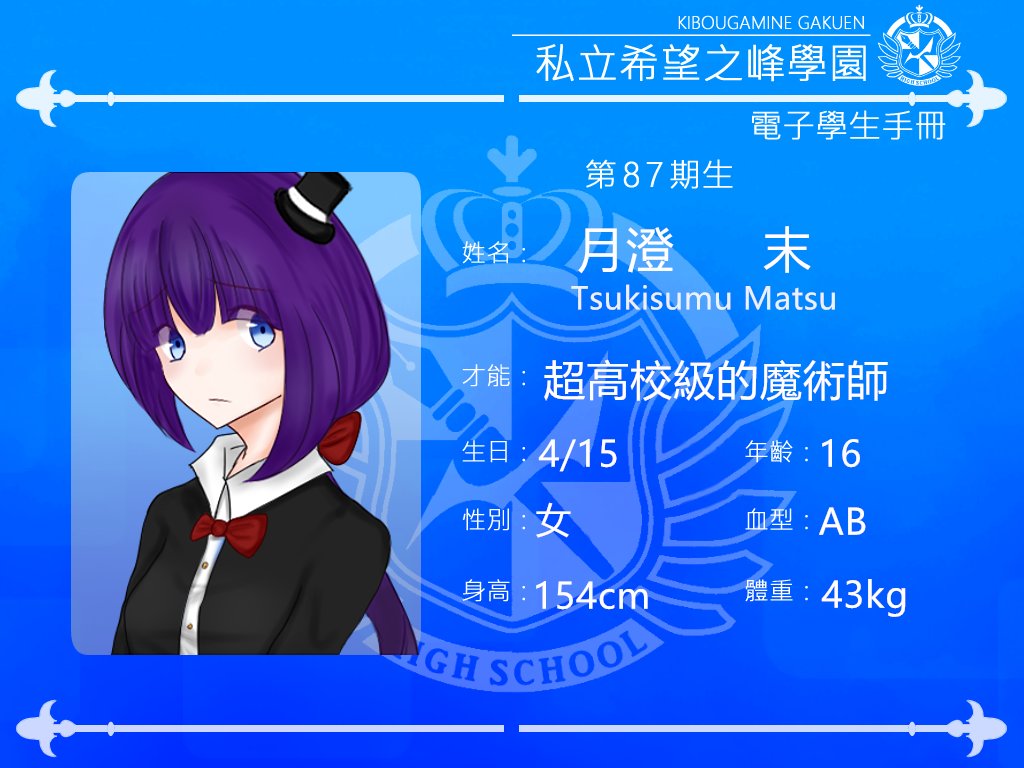 KIBOUGAMINE GAKUEN
私立希望之峰學園
HIGH SCHOOL
電子學生手冊
第87期生
姓名： 月澄 末
Tsukisumu Matsu
才能： 超高校級的魔術師
生日： 4/15 年齡： 16
性別： 女 血型： AB
身高： 154cm 體重： 43kg
HIGH SCHOOL